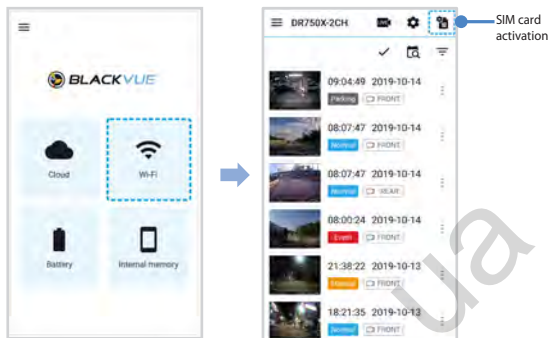 BLACKVUE
Cloud
Wi-Fi
Battery
Internal memory
DR750X-2CH
LIVE
SIM card
activation
09:04:49 2019-10-14
Parking FRONT
08:07:47 2019-10-14
Normal FRONT
08:07:47 2019-10-14
Normal REAR
08:00:24 2019-10-14
Event FRONT
21:38:22 2019-10-13
Manual FRONT
18:21:35 2019-10-13
Normal FRONT
ua